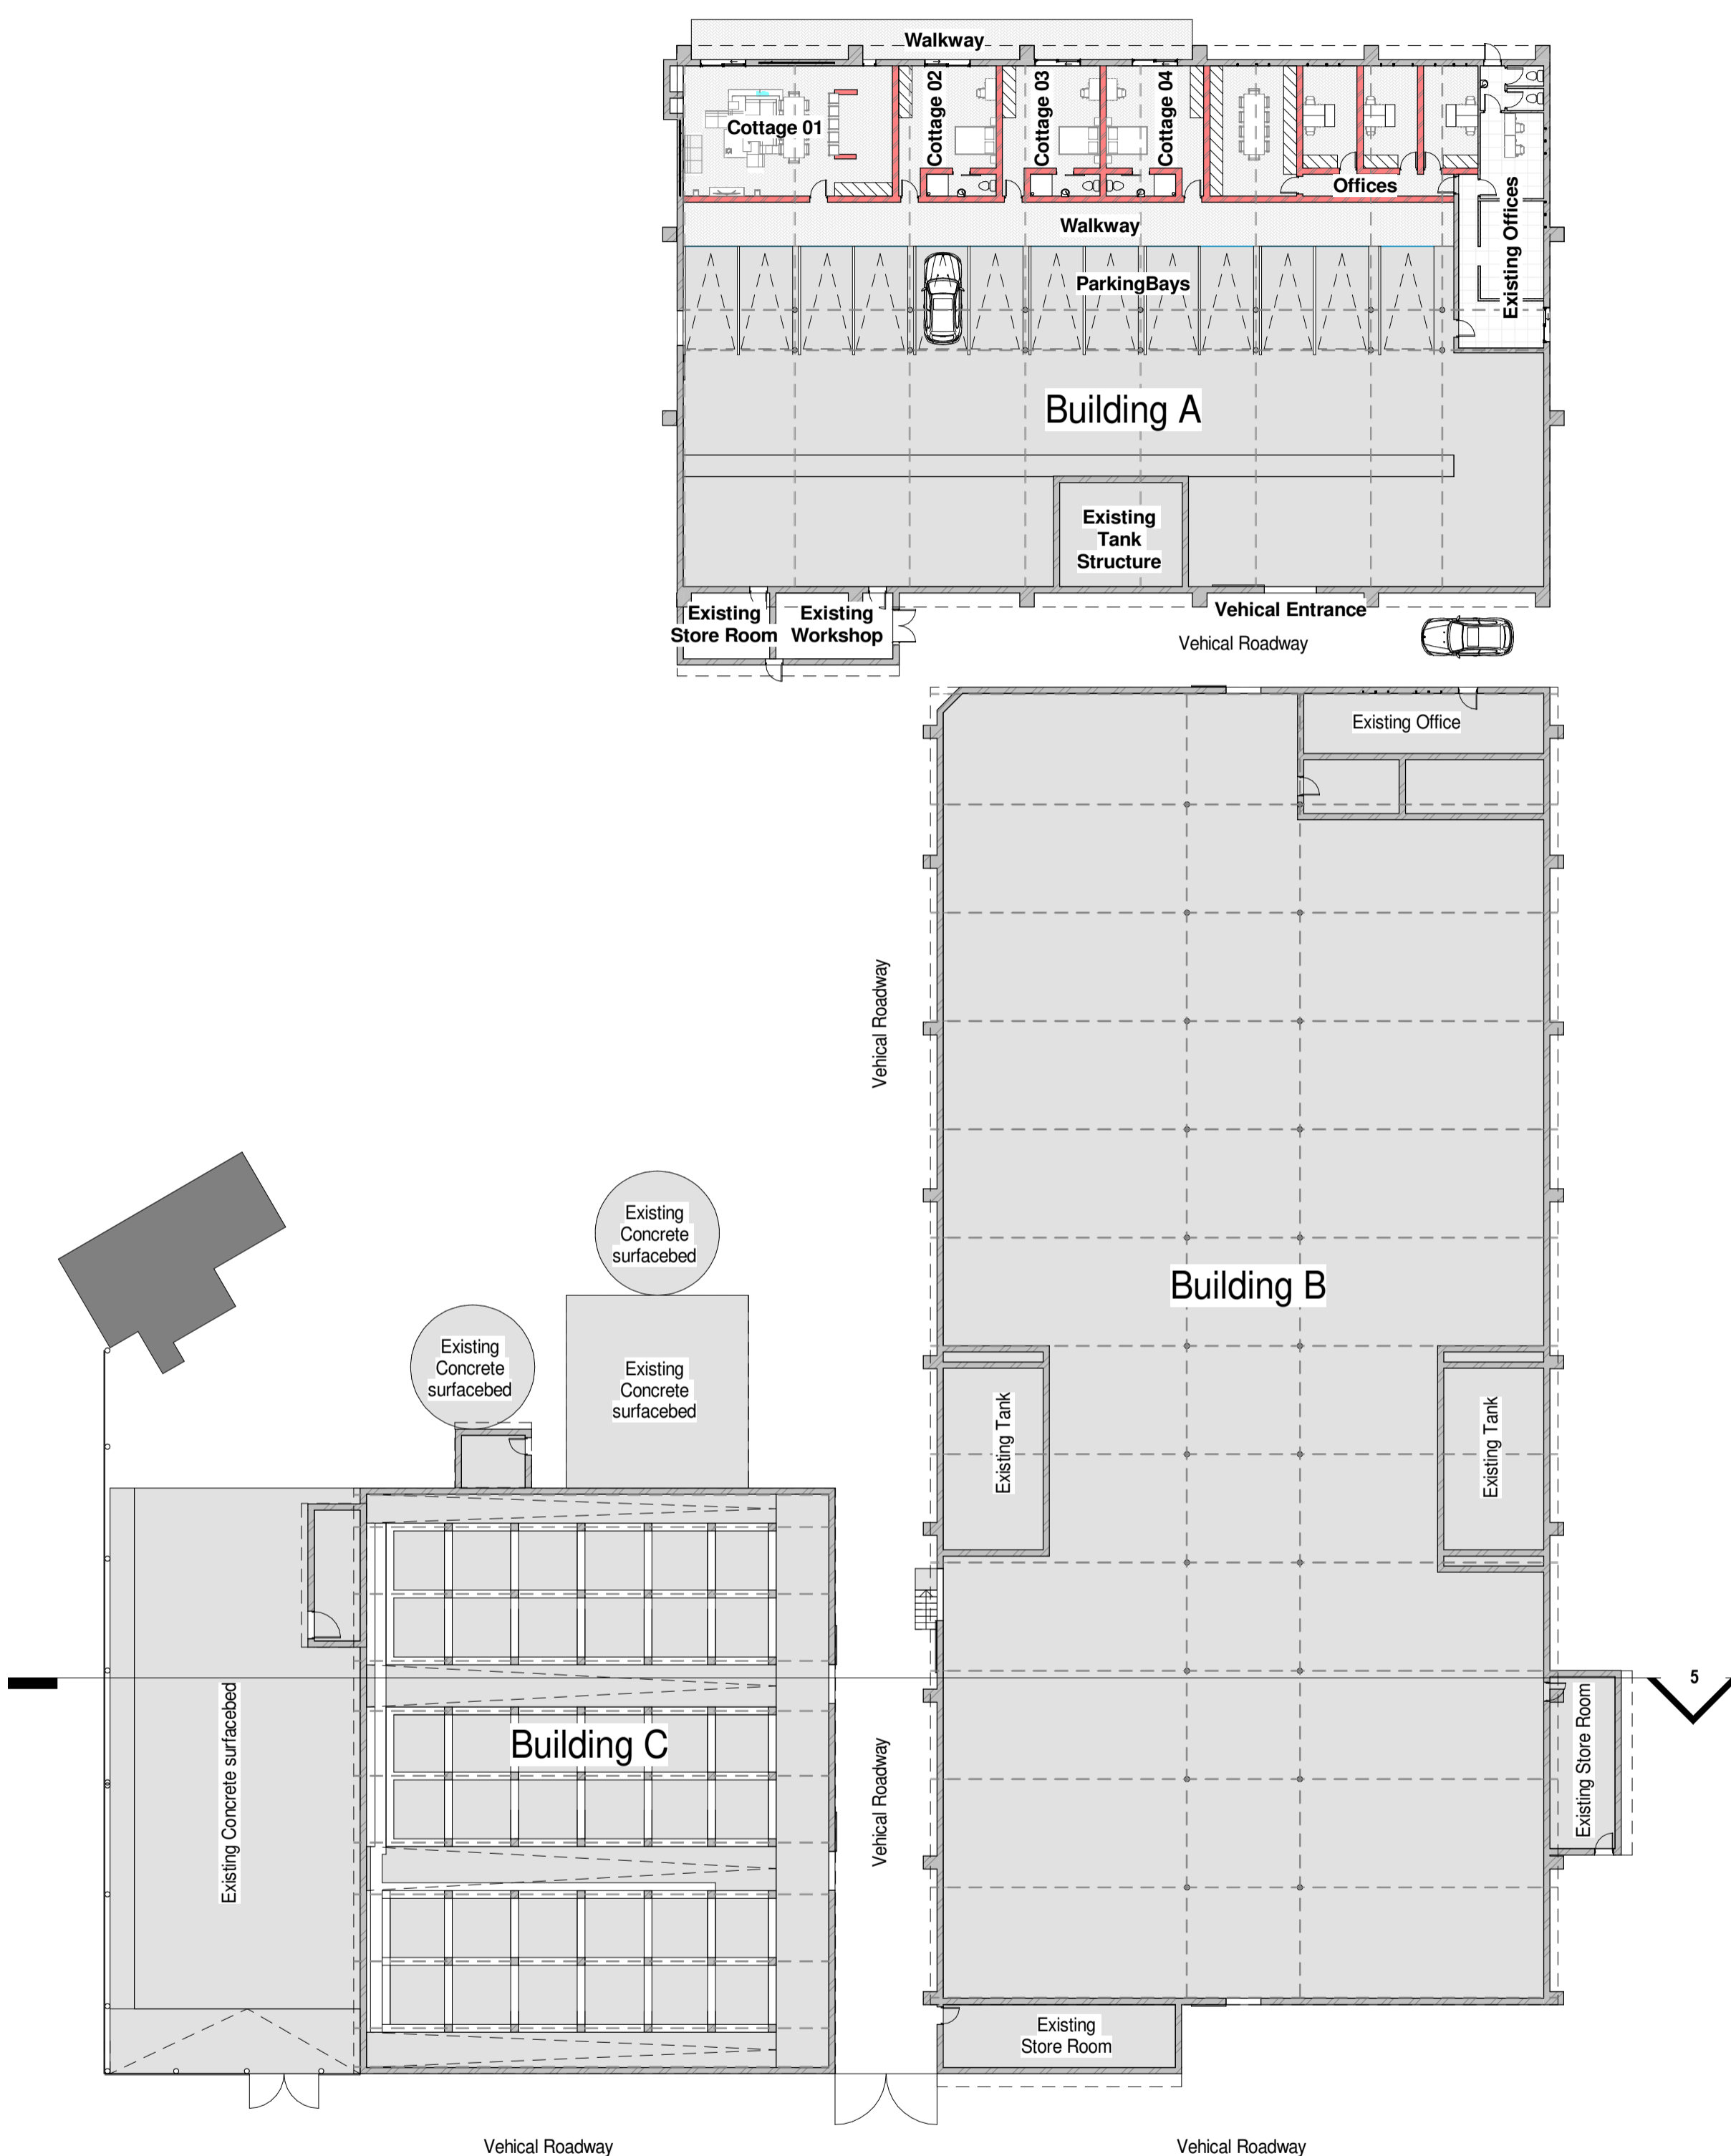 Walkway
Cottage 01
Cottage 02
Cottage 03
Cottage 04
Offices
Existing Offices
Walkway
ParkingBays
Building A
Existing
Tank
Structure
Existing
Store Room
Existing
Workshop
Vehical Entrance
Vehical Roadway
Existing Office
Vehical Roadway
Building B
Existing
Concrete
surfacebed
Existing
Concrete
surfacebed
Existing
Concrete
surfacebed
Existing Tank
Existing Tank
5
Existing Concrete surfacebed
Building C
Vehical Roadway
Existing Store Room
Existing
Store Room
Vehical Roadway
Vehical Roadway